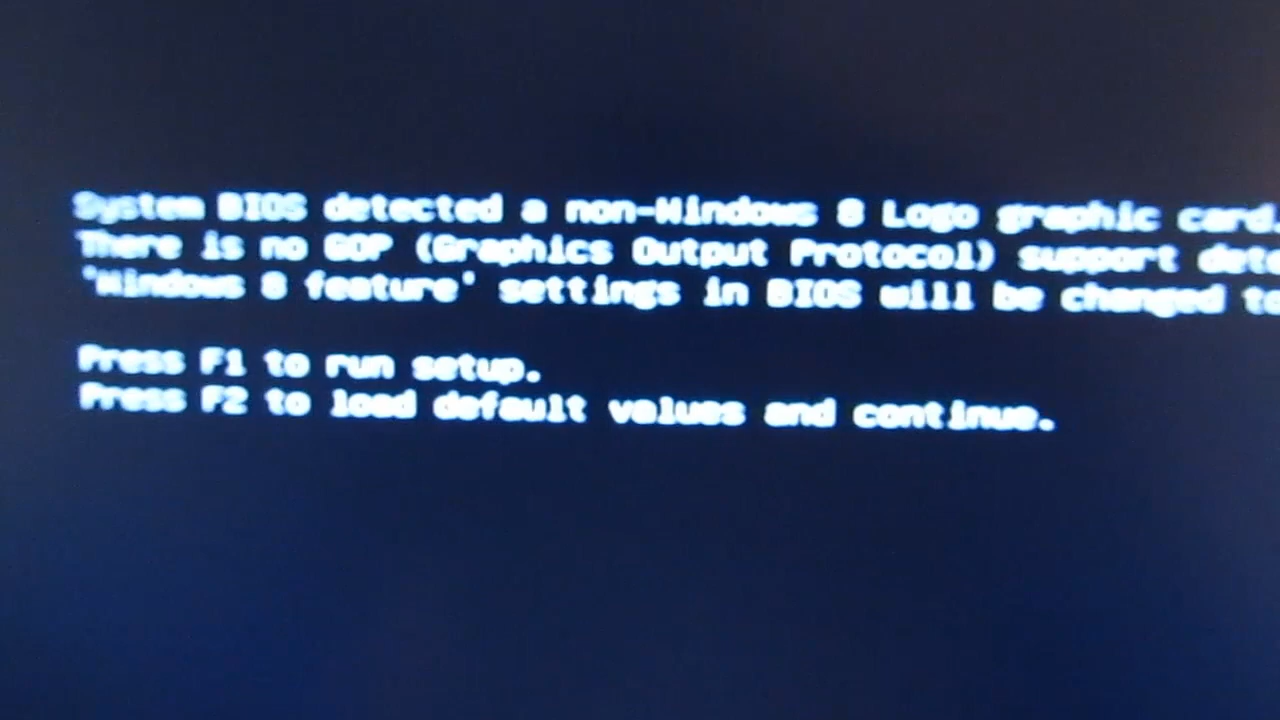 System BIOS detected a non-Windows 8 Logo graphic card.
There is no GOP (Graphics Output Protocol) support dete
'Windows 8 feature' settings in BIOS will be changed to
Press F1 to run setup.
Press F2 to load default values and continue.